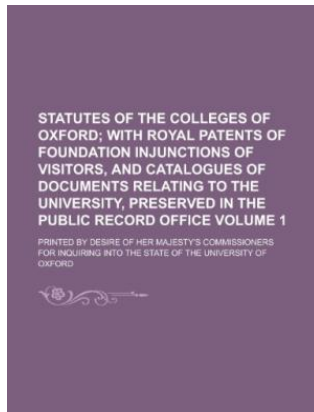 STATUTES OF THE COLLEGES OF
OXFORD; WITH ROYAL PATENTS OF
FOUNDATION INJUNCTIONS OF
VISITORS, AND CATALOGUES OF
DOCUMENTS RELATING TO THE
UNIVERSITY, PRESERVED IN THE
PUBLIC RECORD OFFICE VOLUME 1
PRINTED BY DESIRE OF HER MAJESTY'S COMMISSIONERS
FOR INQUIRING INTO THE STATE OF THE UNIVERSITY OF
OXFORD